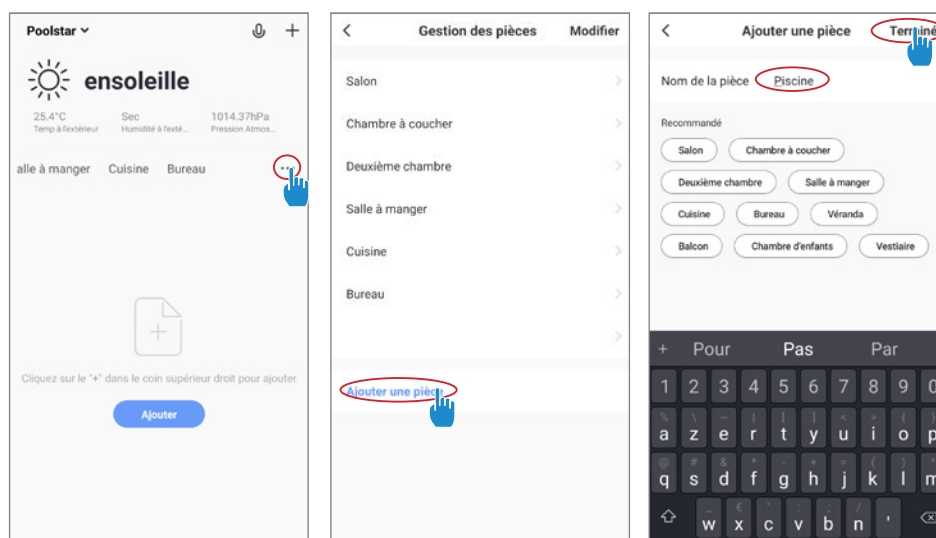 Poolstar
ensoleille
25.4°C Sec 1014.37hPa
Temp à l'extérieur Humidité à l'exté... Pression Atmos...
alle à manger Cuisine Bureau ...
Cliquez sur le "+" dans le coin supérieur droit pour ajouter
Ajouter
Gestion des pièces Modifier
Salon
Chambre à coucher
Deuxième chambre
Salle à manger
Cuisine
Bureau
Ajouter une pièce
Ajouter une pièce Terminé
Nom de la pièce Piscine
Recommandé
Salon Chambre à coucher
Deuxième chambre Salle à manger
Cuisine Bureau Véranda
Balcon Chambre d'enfants Vestiaire
+ Pour Pas Par
1 2 3 4 5 6 7 8 9 0
a z e r t y u i o p
q s d f g h j k l m
w x c v b n '